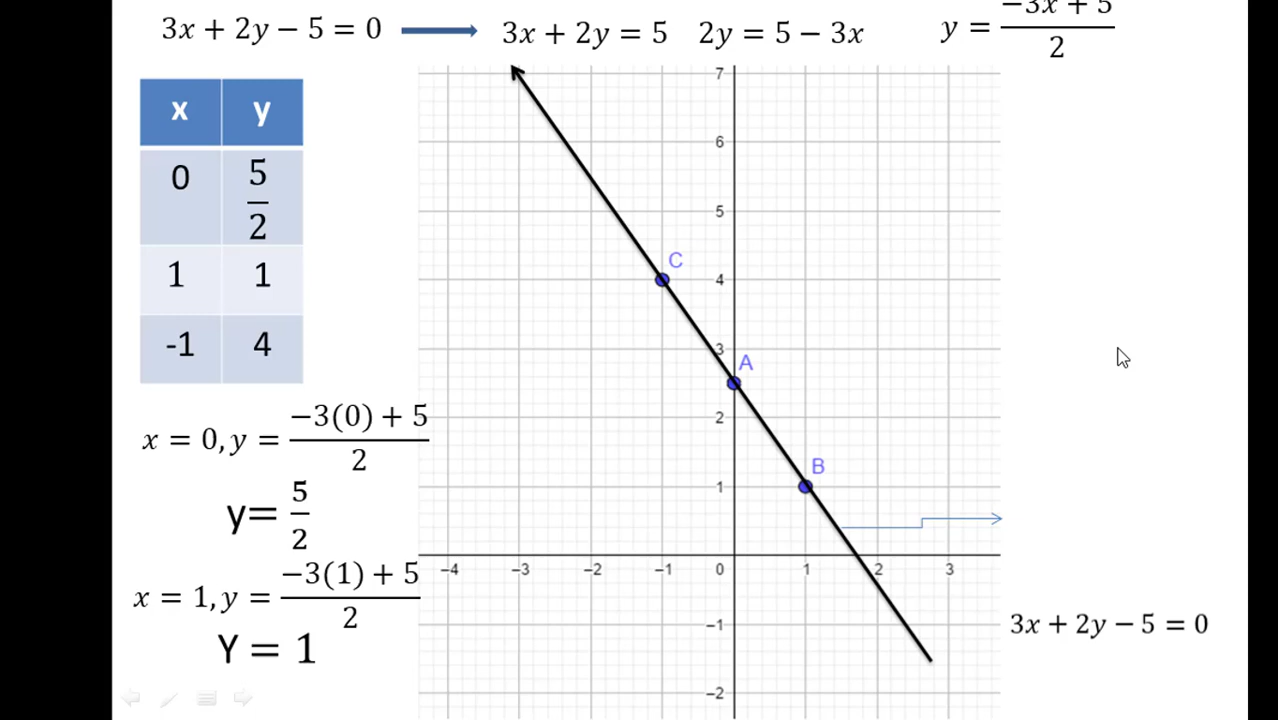 3x + 2y − 5 = 0
3x + 2y = 5
2y = 5 − 3x
y = (−3x + 5)/2
x y
0 5/2
1 1
-1 4
x = 0, y = (−3(0) + 5)/2
y= 5/2
x = 1, y = (−3(1) + 5)/2
Y = 1
7
6
5
4
3
2
1
0
−1
−2
−4 −3 −2 −1 1 2 3
C
A
B
3x + 2y − 5 = 0